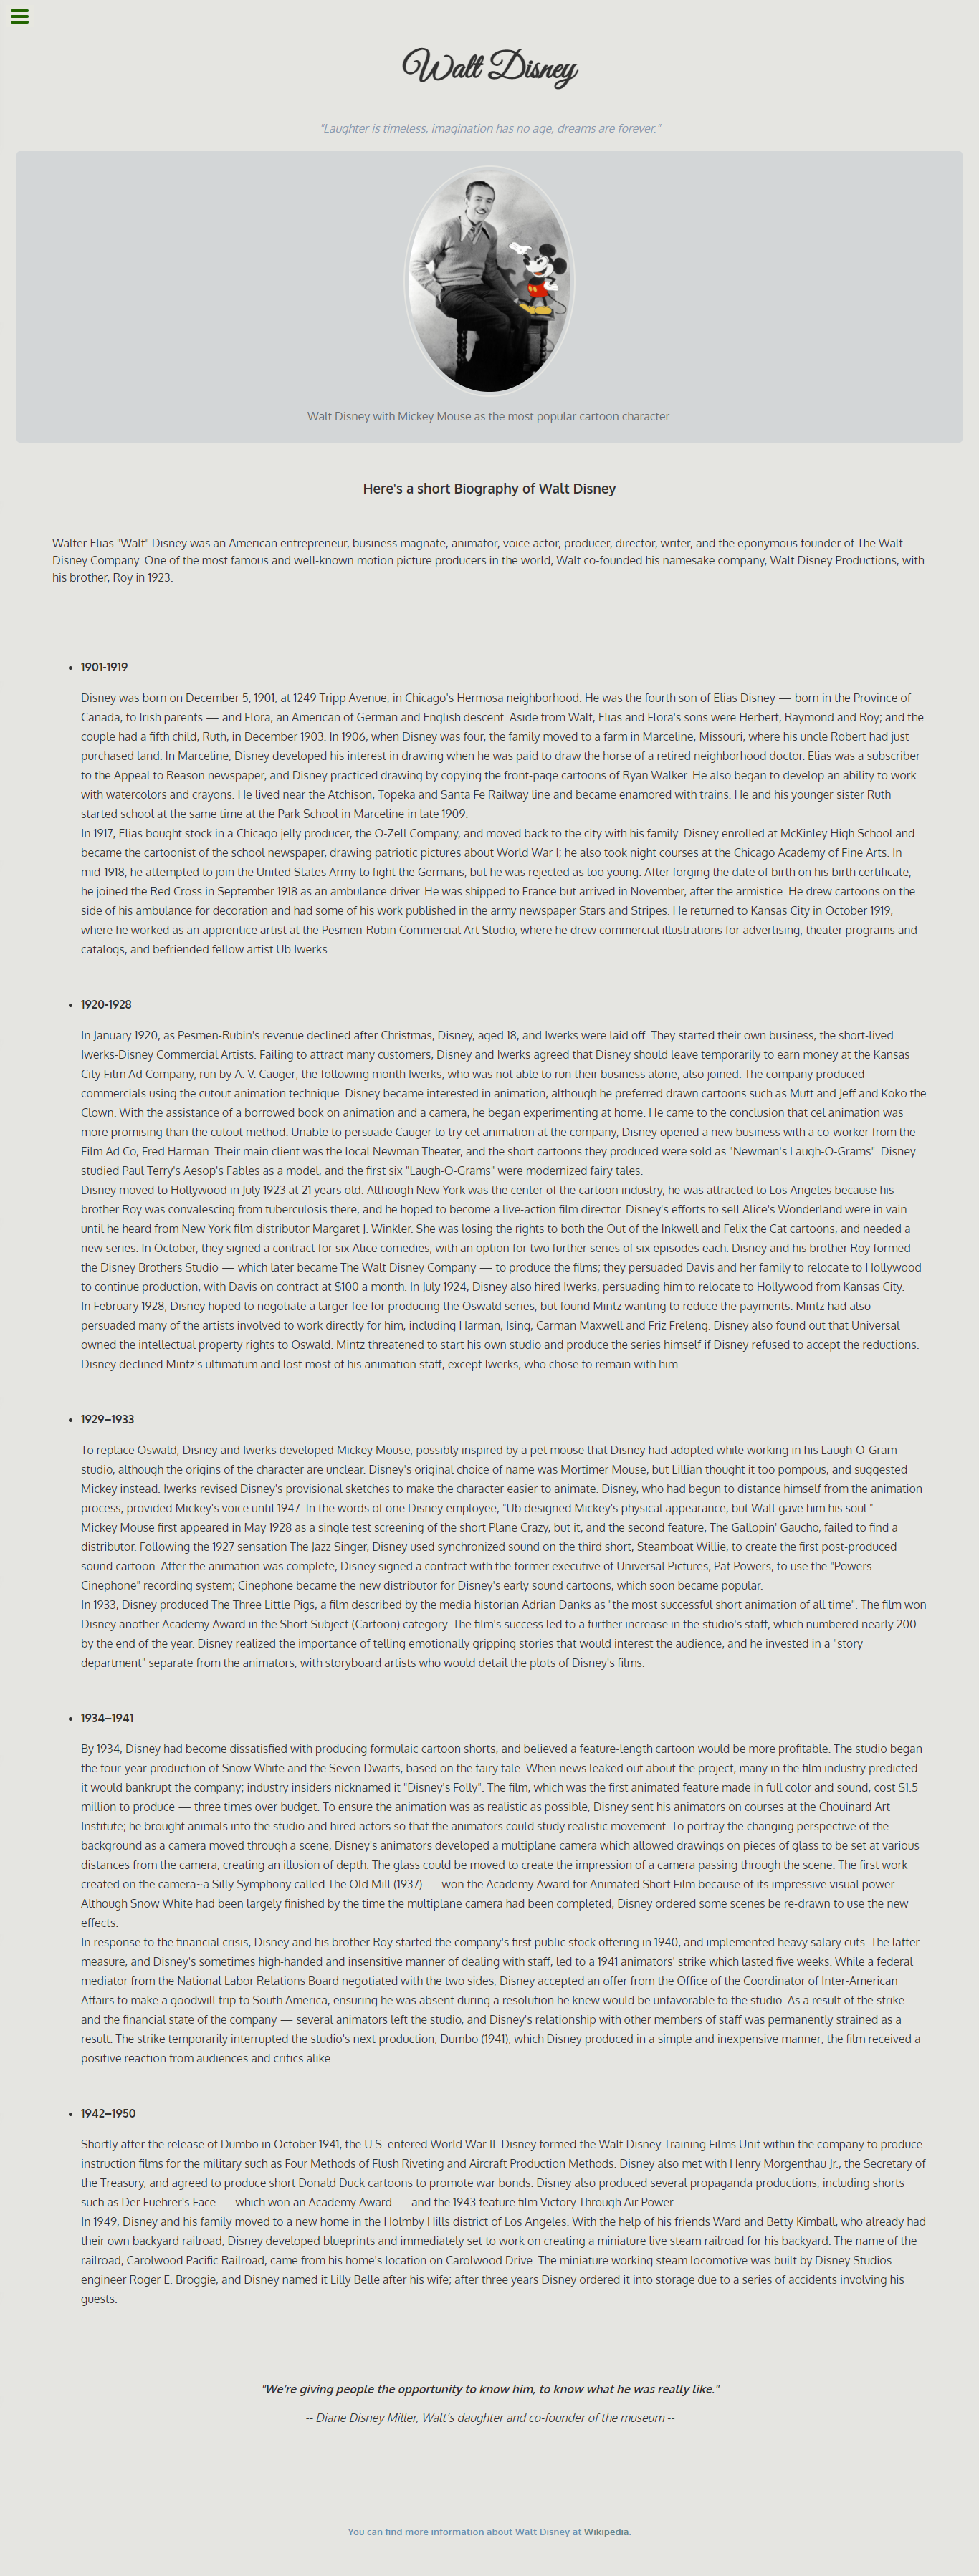 Walt Disney
"Laughter is timeless, imagination has no age, dreams are forever."
Walt Disney with Mickey Mouse as the most popular cartoon character.
Here's a short Biography of Walt Disney
Walter Elias "Walt" Disney was an American entrepreneur, business magnate, animator, voice actor, producer, director, writer, and the eponymous founder of The Walt
Disney Company. One of the most famous and well-known motion picture producers in the world, Walt co-founded his namesake company, Walt Disney Productions, with
his brother, Roy in 1923.
• 1901-1919
Disney was born on December 5, 1901, at 1249 Tripp Avenue, in Chicago's Hermosa neighborhood. He was the fourth son of Elias Disney — born in the Province of
Canada, to Irish parents — and Flora, an American of German and English descent. Aside from Walt, Elias and Flora's sons were Herbert, Raymond and Roy; and the
couple had a fifth child, Ruth, in December 1903. In 1906, when Disney was four, the family moved to a farm in Marceline, Missouri, where his uncle Robert had just
purchased land. In Marceline, Disney developed his interest in drawing when he was paid to draw the horse of a retired neighborhood doctor. Elias was a subscriber
to the Appeal to Reason newspaper, and Disney practiced drawing by copying the front-page cartoons of Ryan Walker. He also began to develop an ability to work
with watercolors and crayons. He lived near the Atchison, Topeka and Santa Fe Railway line and became enamored with trains. He and his younger sister Ruth
started school at the same time at the Park School in Marceline in late 1909.
In 1917, Elias bought stock in a Chicago jelly producer, the O-Zell Company, and moved back to the city with his family. Disney enrolled at McKinley High School and
became the cartoonist of the school newspaper, drawing patriotic pictures about World War I; he also took night courses at the Chicago Academy of Fine Arts. In
mid-1918, he attempted to join the United States Army to fight the Germans, but he was rejected as too young. After forging the date of birth on his birth certificate,
he joined the Red Cross in September 1918 as an ambulance driver. He was shipped to France but arrived in November, after the armistice. He drew cartoons on the
side of his ambulance for decoration and had some of his work published in the army newspaper Stars and Stripes. He returned to Kansas City in October 1919,
where he worked as an apprentice artist at the Pesmen-Rubin Commercial Art Studio, where he drew commercial illustrations for advertising, theater programs and
catalogs, and befriended fellow artist Ub Iwerks.
• 1920-1928
In January 1920, as Pesmen-Rubin's revenue declined after Christmas, Disney, aged 18, and Iwerks were laid off. They started their own business, the short-lived
Iwerks-Disney Commercial Artists. Failing to attract many customers, Disney and Iwerks agreed that Disney should leave temporarily to earn money at the Kansas
City Film Ad Company, run by A. V. Cauger; the following month Iwerks, who was not able to run their business alone, also joined. The company produced
commercials using the cutout animation technique. Disney became interested in animation, although he preferred drawn cartoons such as Mutt and Jeff and Koko the
Clown. With the assistance of a borrowed book on animation and a camera, he began experimenting at home. He came to the conclusion that cel animation was
more promising than the cutout method. Unable to persuade Cauger to try cel animation at the company, Disney opened a new business with a co-worker from the
Film Ad Co, Fred Harman. Their main client was the local Newman Theater, and the short cartoons they produced were sold as "Newman's Laugh-O-Grams". Disney
studied Paul Terry's Aesop's Fables as a model, and the first six "Laugh-O-Grams" were modernized fairy tales.
Disney moved to Hollywood in July 1923 at 21 years old. Although New York was the center of the cartoon industry, he was attracted to Los Angeles because his
brother Roy was convalescing from tuberculosis there, and he hoped to become a live-action film director. Disney's efforts to sell Alice's Wonderland were in vain
until he heard from New York film distributor Margaret J. Winkler. She was losing the rights to both the Out of the Inkwell and Felix the Cat cartoons, and needed a
new series. In October, they signed a contract for six Alice comedies, with an option for two further series of six episodes each. Disney and his brother Roy formed
the Disney Brothers Studio — which later became The Walt Disney Company — to produce the films; they persuaded Davis and her family to relocate to Hollywood
to continue production, with Davis on contract at $100 a month. In July 1924, Disney also hired Iwerks, persuading him to relocate to Hollywood from Kansas City.
In February 1928, Disney hoped to negotiate a larger fee for producing the Oswald series, but found Mintz wanting to reduce the payments. Mintz had also
persuaded many of the artists involved to work directly for him, including Harman, Ising, Carman Maxwell and Friz Freleng. Disney also found out that Universal
owned the intellectual property rights to Oswald. Mintz threatened to start his own studio and produce the series himself if Disney refused to accept the reductions.
Disney declined Mintz's ultimatum and lost most of his animation staff, except Iwerks, who chose to remain with him.
• 1929–1933
To replace Oswald, Disney and Iwerks developed Mickey Mouse, possibly inspired by a pet mouse that Disney had adopted while working in his Laugh-O-Gram
studio, although the origins of the character are unclear. Disney's original choice of name was Mortimer Mouse, but Lillian thought it too pompous, and suggested
Mickey instead. Iwerks revised Disney's provisional sketches to make the character easier to animate. Disney, who had begun to distance himself from the animation
process, provided Mickey's voice until 1947. In the words of one Disney employee, "Ub designed Mickey's physical appearance, but Walt gave him his soul."
Mickey Mouse first appeared in May 1928 as a single test screening of the short Plane Crazy, but it, and the second feature, The Gallopin' Gaucho, failed to find a
distributor. Following the 1927 sensation The Jazz Singer, Disney used synchronized sound on the third short, Steamboat Willie, to create the first post-produced
sound cartoon. After the animation was complete, Disney signed a contract with the former executive of Universal Pictures, Pat Powers, to use the "Powers
Cinephone" recording system; Cinephone became the new distributor for Disney's early sound cartoons, which soon became popular.
In 1933, Disney produced The Three Little Pigs, a film described by the media historian Adrian Danks as "the most successful short animation of all time". The film won
Disney another Academy Award in the Short Subject (Cartoon) category. The film's success led to a further increase in the studio's staff, which numbered nearly 200
by the end of the year. Disney realized the importance of telling emotionally gripping stories that would interest the audience, and he invested in a "story
department" separate from the animators, with storyboard artists who would detail the plots of Disney's films.
• 1934–1941
By 1934, Disney had become dissatisfied with producing formulaic cartoon shorts, and believed a feature-length cartoon would be more profitable. The studio began
the four-year production of Snow White and the Seven Dwarfs, based on the fairy tale. When news leaked out about the project, many in the film industry predicted
it would bankrupt the company; industry insiders nicknamed it "Disney's Folly". The film, which was the first animated feature made in full color and sound, cost $1.5
million to produce — three times over budget. To ensure the animation was as realistic as possible, Disney sent his animators on courses at the Chouinard Art
Institute; he brought animals into the studio and hired actors so that the animators could study realistic movement. To portray the changing perspective of the
background as a camera moved through a scene, Disney's animators developed a multiplane camera which allowed drawings on pieces of glass to be set at various
distances from the camera, creating an illusion of depth. The glass could be moved to create the impression of a camera passing through the scene. The first work
created on the camera~a Silly Symphony called The Old Mill (1937) — won the Academy Award for Animated Short Film because of its impressive visual power.
Although Snow White had been largely finished by the time the multiplane camera had been completed, Disney ordered some scenes be re-drawn to use the new
effects.
In response to the financial crisis, Disney and his brother Roy started the company's first public stock offering in 1940, and implemented heavy salary cuts. The latter
measure, and Disney's sometimes high-handed and insensitive manner of dealing with staff, led to a 1941 animators' strike which lasted five weeks. While a federal
mediator from the National Labor Relations Board negotiated with the two sides, Disney accepted an offer from the Office of the Coordinator of Inter-American
Affairs to make a goodwill trip to South America, ensuring he was absent during a resolution he knew would be unfavorable to the studio. As a result of the strike —
and the financial state of the company — several animators left the studio, and Disney's relationship with other members of staff was permanently strained as a
result. The strike temporarily interrupted the studio's next production, Dumbo (1941), which Disney produced in a simple and inexpensive manner; the film received a
positive reaction from audiences and critics alike.
• 1942–1950
Shortly after the release of Dumbo in October 1941, the U.S. entered World War II. Disney formed the Walt Disney Training Films Unit within the company to produce
instruction films for the military such as Four Methods of Flush Riveting and Aircraft Production Methods. Disney also met with Henry Morgenthau Jr., the Secretary of
the Treasury, and agreed to produce short Donald Duck cartoons to promote war bonds. Disney also produced several propaganda productions, including shorts
such as Der Fuehrer's Face — which won an Academy Award — and the 1943 feature film Victory Through Air Power.
In 1949, Disney and his family moved to a new home in the Holmby Hills district of Los Angeles. With the help of his friends Ward and Betty Kimball, who already had
their own backyard railroad, Disney developed blueprints and immediately set to work on creating a miniature live steam railroad for his backyard. The name of the
railroad, Carolwood Pacific Railroad, came from his home's location on Carolwood Drive. The miniature working steam locomotive was built by Disney Studios
engineer Roger E. Broggie, and Disney named it Lilly Belle after his wife; after three years Disney ordered it into storage due to a series of accidents involving his
guests.
"We're giving people the opportunity to know him, to know what he was really like."
-- Diane Disney Miller, Walt's daughter and co-founder of the museum --
You can find more information about Walt Disney at Wikipedia.